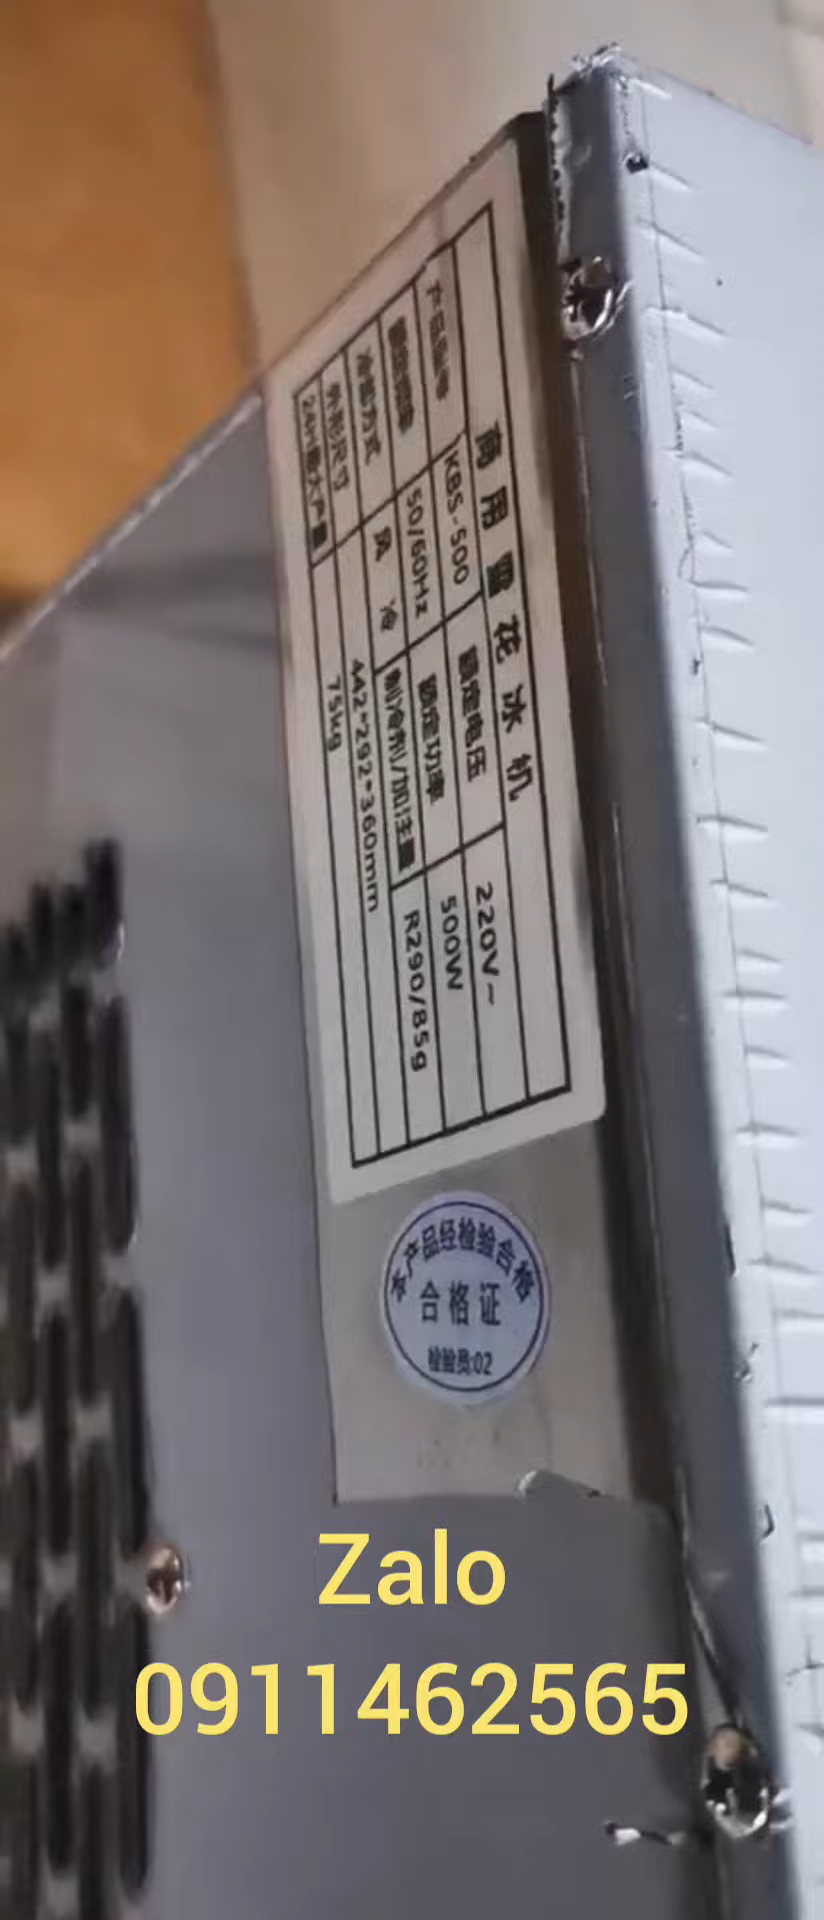 商用雪花冰机
产品型号 KBS-500 额定电压 220V~
额定频率 50/60Hz 额定功率 500W
冷却方式 风冷 制冷剂/加注量 R290/85g
外形尺寸 442*292*360mm
24H最大产量 75kg
本产品经检验合格
合格证
检验员:02
Zalo
0911462565